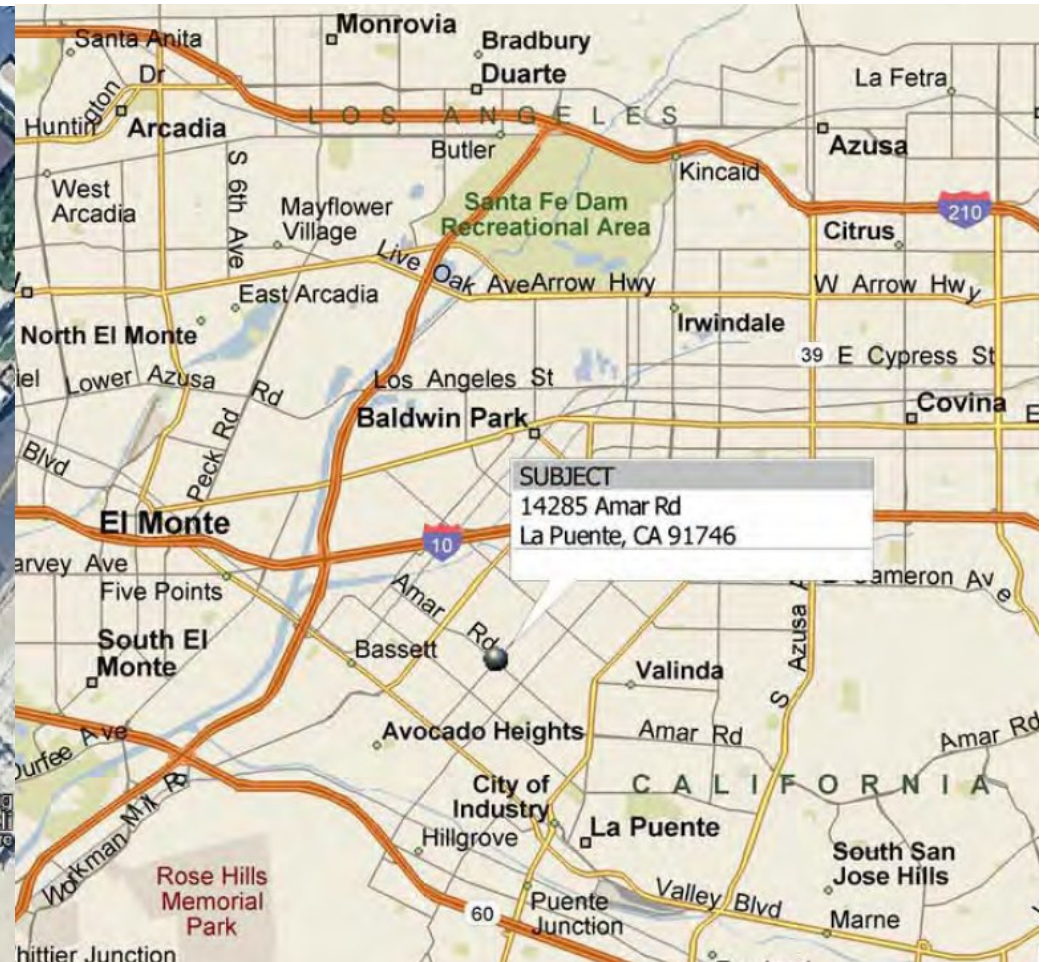 Santa Anita
Monrovia
Bradbury
Duarte
La Fetra
Dr
Huntington
Arcadia
LOS ANGELES
Butler
Azusa
Kincaid
West
Arcadia
S 6th Ave
Mayflower
Village
Santa Fe Dam
Recreational Area
210
Citrus
Live Oak Ave
Arrow Hwy
W Arrow Hwy
East Arcadia
North El Monte
Irwindale
39
E Cypress St
Lower Azusa Rd
Los Angeles St
Peck Rd
Baldwin Park
Covina
E
Blvd
SUBJECT
14285 Amar Rd
La Puente, CA 91746
El Monte
10
arvey Ave
Five Points
Cameron Ave
Amar Rd
South El
Monte
Bassett
Valinda
S Azusa A
Avocado Heights
Amar Rd
Amar Rd
Durfee Ave
City of
Industry
CALIFORNIA
La Puente
Hillgrove
Workman Mill Rd
South San
Jose Hills
Rose Hills
Memorial
Park
60
Puente
Junction
Valley Blvd
Marne
hittier Junction